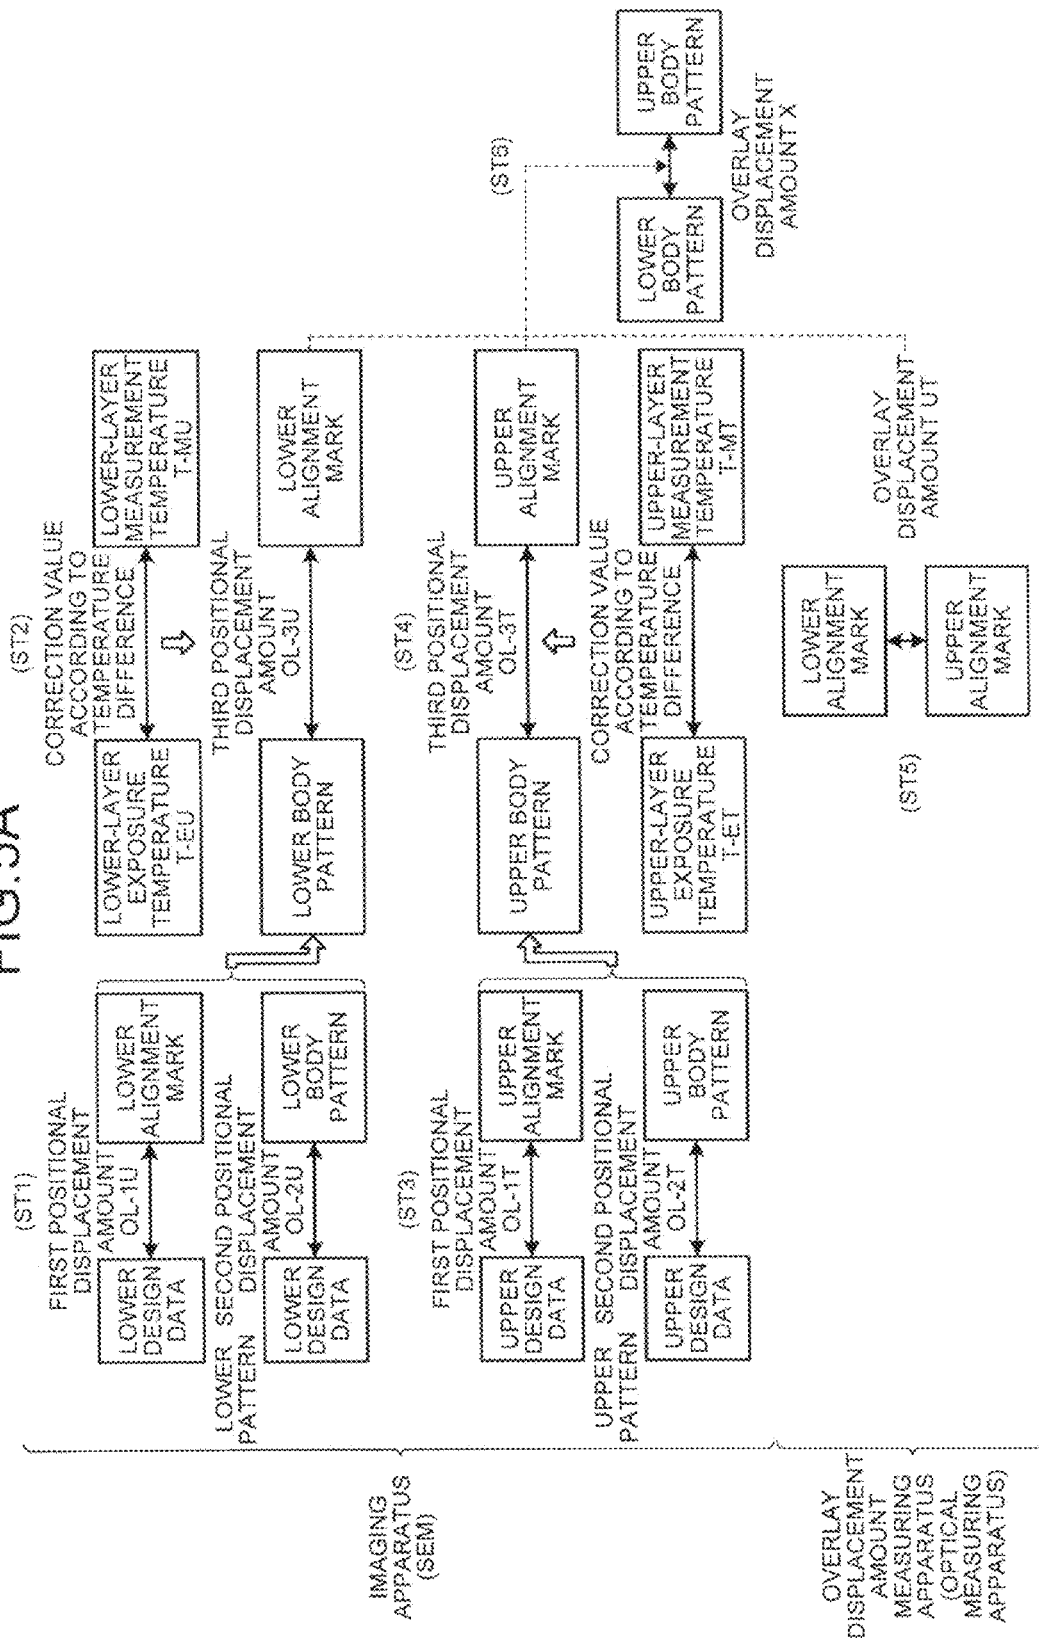 FIG.5A
IMAGING
APPARATUS
(SEM)
(ST1)
FIRST POSITIONAL
DISPLACEMENT
AMOUNT
OL-1U
LOWER
DESIGN
DATA
LOWER
ALIGNMENT
MARK
LOWER
PATTERN
SECOND POSITIONAL
DISPLACEMENT
AMOUNT
OL-2U
LOWER
DESIGN
DATA
LOWER
BODY
PATTERN
(ST2)
CORRECTION VALUE
ACCORDING TO
TEMPERATURE
DIFFERENCE
LOWER-LAYER
EXPOSURE
TEMPERATURE
T-EU
LOWER-LAYER
MEASUREMENT
TEMPERATURE
T-MU
THIRD POSITIONAL
DISPLACEMENT
AMOUNT
OL-3U
LOWER BODY
PATTERN
LOWER
ALIGNMENT
MARK
(ST3)
FIRST POSITIONAL
DISPLACEMENT
AMOUNT
OL-1T
UPPER
DESIGN
DATA
UPPER
ALIGNMENT
MARK
UPPER
PATTERN
SECOND POSITIONAL
DISPLACEMENT
AMOUNT
OL-2T
UPPER
DESIGN
DATA
UPPER
BODY
PATTERN
(ST4)
THIRD POSITIONAL
DISPLACEMENT
AMOUNT
OL-3T
UPPER BODY
PATTERN
UPPER
ALIGNMENT
MARK
CORRECTION VALUE
ACCORDING TO
TEMPERATURE
DIFFERENCE
UPPER-LAYER
EXPOSURE
TEMPERATURE
T-ET
UPPER-LAYER
MEASUREMENT
TEMPERATURE
T-MT
(ST6)
LOWER
BODY
PATTERN
UPPER
BODY
PATTERN
OVERLAY
DISPLACEMENT
AMOUNT X
OVERLAY
DISPLACEMENT
AMOUNT
MEASURING
APPARATUS
(OPTICAL
MEASURING
APPARATUS)
(ST5)
LOWER
ALIGNMENT
MARK
UPPER
ALIGNMENT
MARK
OVERLAY
DISPLACEMENT
AMOUNT UT